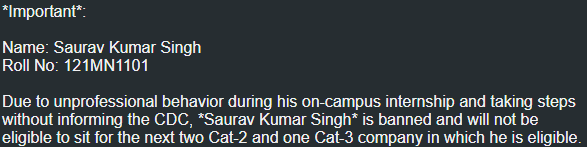 *Important*:
Name: Saurav Kumar Singh
Roll No: 121MN1101
Due to unprofessional behavior during his on-campus internship and taking steps
without informing the CDC, *Saurav Kumar Singh* is banned and will not be
eligible to sit for the next two Cat-2 and one Cat-3 company in which he is eligible.